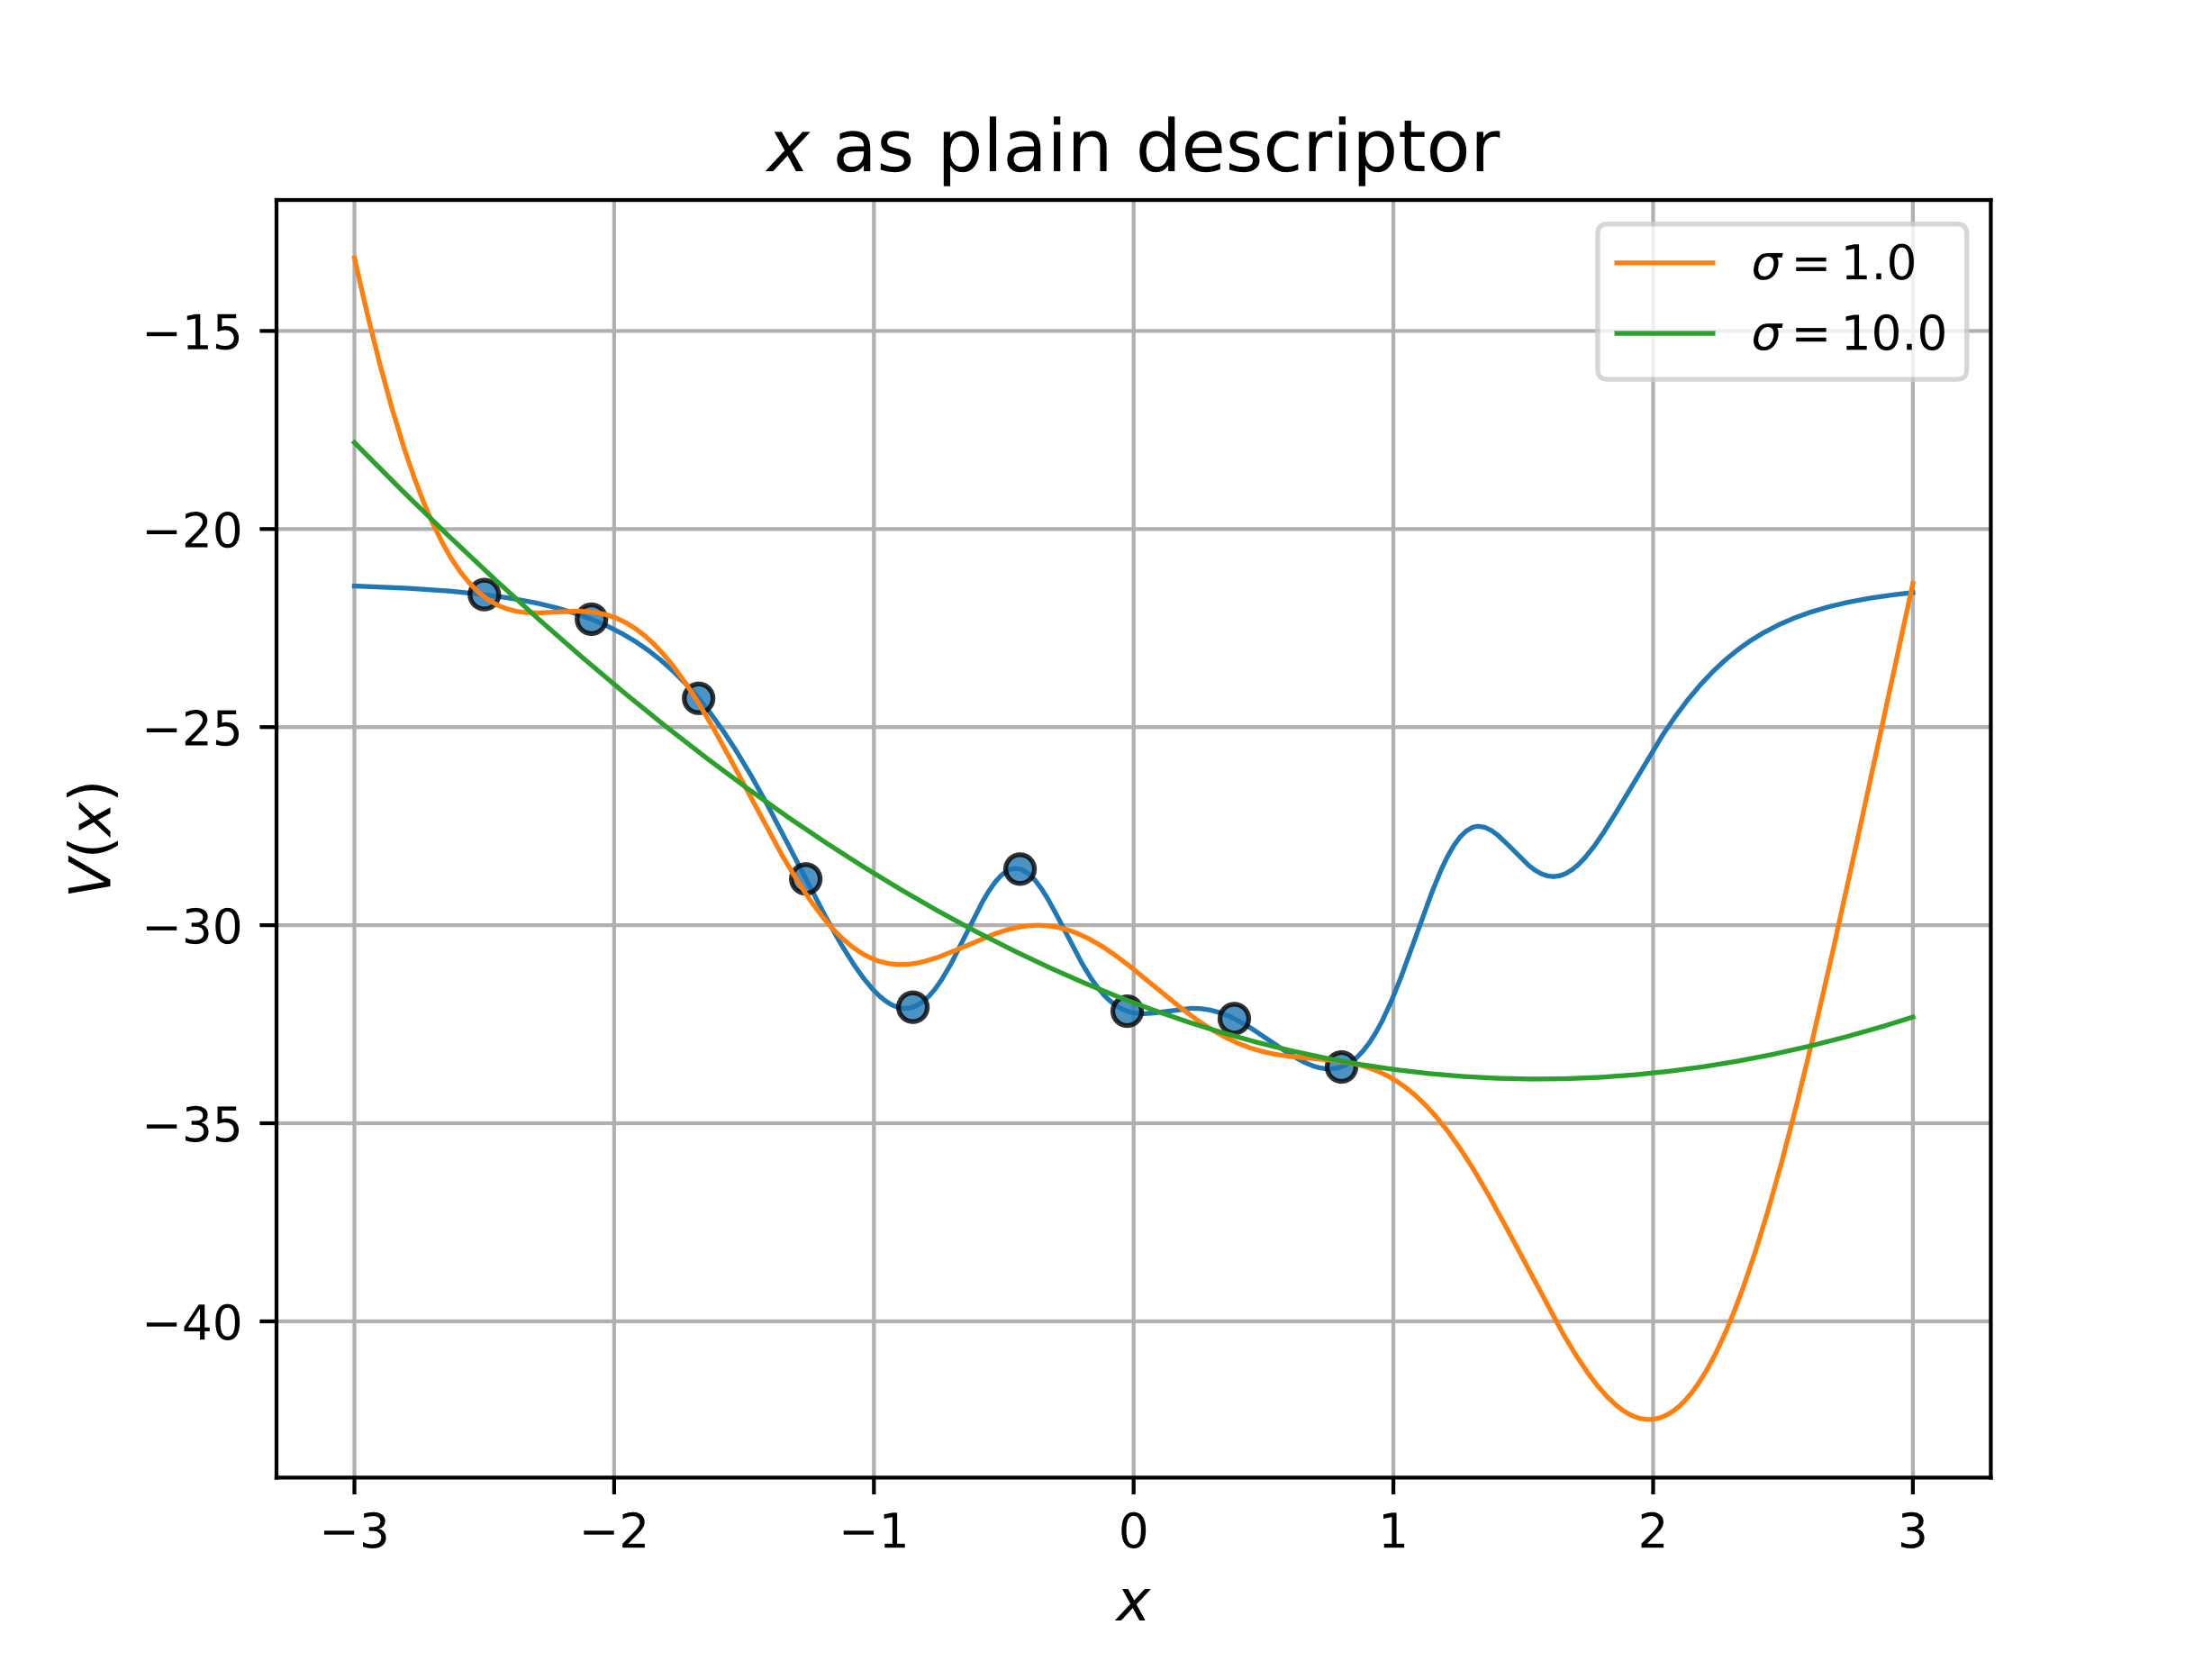 x as plain descriptor
σ = 1.0
σ = 10.0
−15
−20
−25
−30
−35
−40
V(x)
−3
−2
−1
0
1
2
3
x